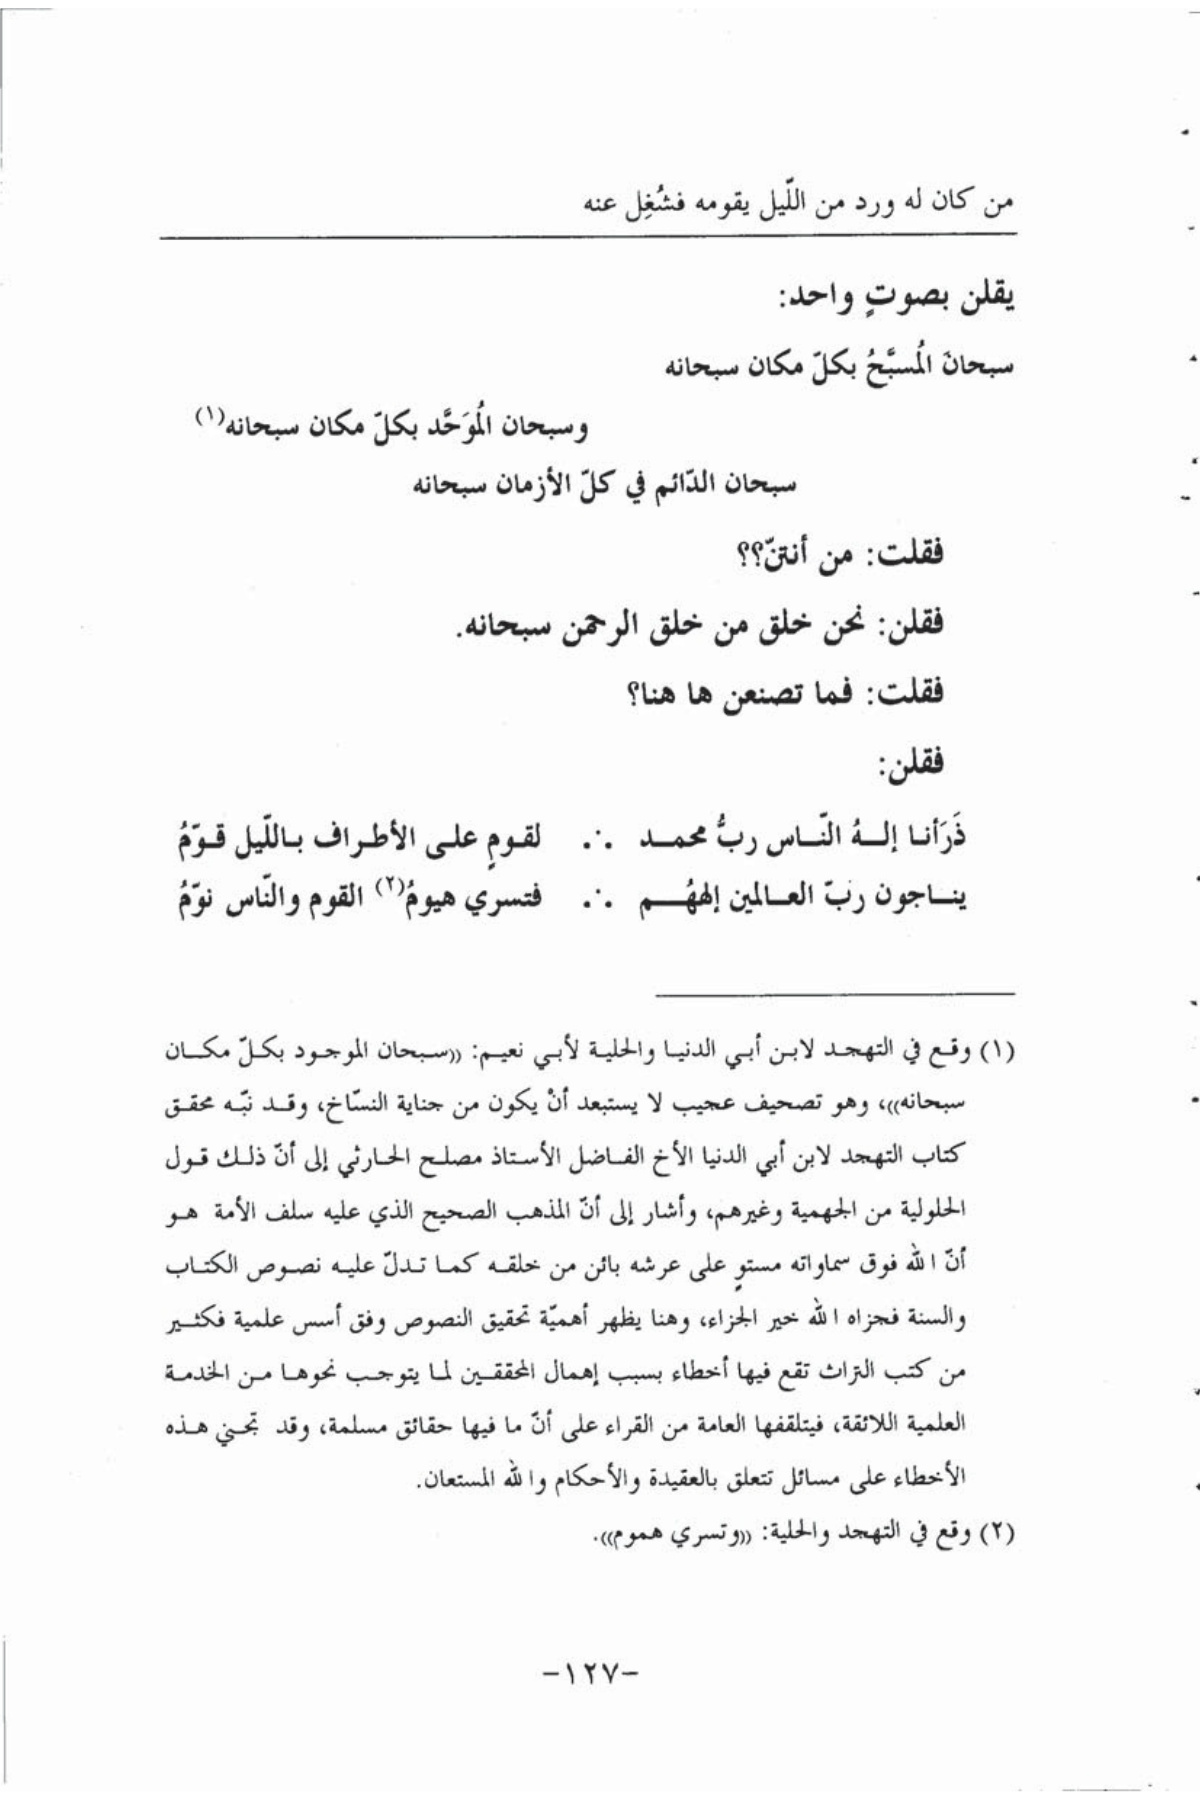 من كان له ورد من اللّيل يقومه فشُغِل عنه
يقلن بصوتٍ واحد:
سبحانَ المُسبَّحُ بكلّ مكان سبحانه
وسبحان المُوَحَّد بكلّ مكان سبحانه(١)
سبحان الدّائم في كلّ الأزمان سبحانه
فقلت: من أنتنّ؟؟
فقلن: نحن خلق من خلق الرحمن سبحانه.
فقلت: فما تصنعن ها هنا؟
فقلن:
ذَرَأنا إلهُ النّاس ربُّ محمد ∴ لقومٍ على الأطراف باللّيل قوّمُ
يناجون ربّ العالمين إلههُم ∴ فتسري هيومُ(٢) القوم والنّاس نوّمُ
(١) وقع في التهجد لابن أبي الدنيا والحلية لأبي نعيم: ((سبحان الموجود بكلّ مكان
سبحانه))، وهو تصحيف عجيب لا يستبعد أنْ يكون من جناية النسّاخ، وقد نبّه محقق
كتاب التهجد لابن أبي الدنيا الأخ الفاضل الأستاذ مصلح الحارثي إلى أنّ ذلك قول
الحلولية من الجهمية وغيرهم، وأشار إلى أنّ المذهب الصحيح الذي عليه سلف الأمة هو
أنّ الله فوق سماواته مستوٍ على عرشه بائن من خلقه كما تدلّ عليه نصوص الكتاب
والسنة فجزاه الله خير الجزاء، وهنا يظهر أهميّة تحقيق النصوص وفق أسس علمية فكثير
من كتب التراث تقع فيها أخطاء بسبب إهمال المحققين لما يتوجب نحوها من الخدمة
العلمية اللائقة، فيتلقفها العامة من القراء على أنّ ما فيها حقائق مسلمة، وقد تجني هذه
الأخطاء على مسائل تتعلق بالعقيدة والأحكام والله المستعان.
(٢) وقع في التهجد والحلية: ((وتسري هموم)).
-١٢٧-